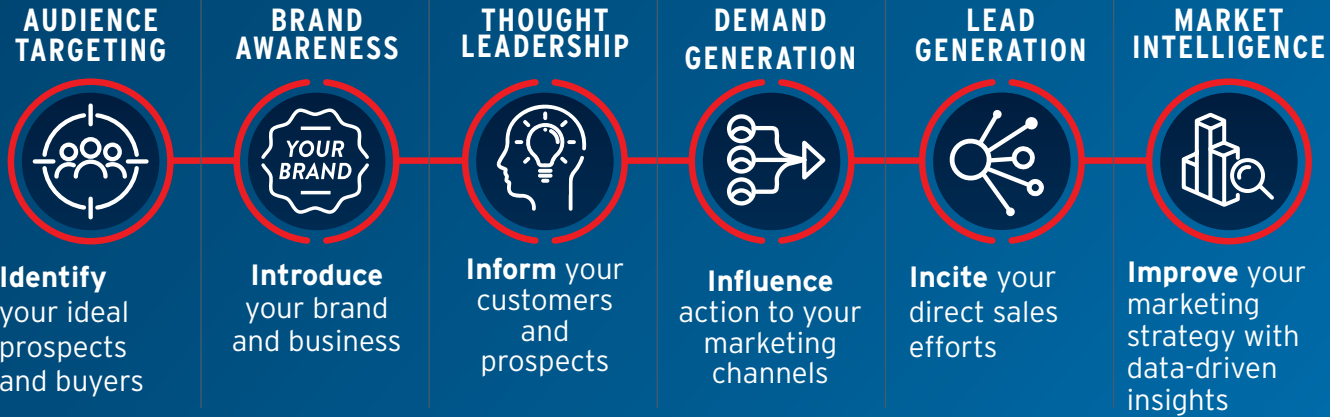 AUDIENCE
TARGETING
Identify
your ideal
prospects
and buyers
BRAND
AWARENESS
YOUR
BRAND
Introduce
your brand
and business
THOUGHT
LEADERSHIP
Inform your
customers
and
prospects
DEMAND
GENERATION
Influence
action to your
marketing
channels
LEAD
GENERATION
Incite your
direct sales
efforts
MARKET
INTELLIGENCE
Improve your
marketing
strategy with
data-driven
insights